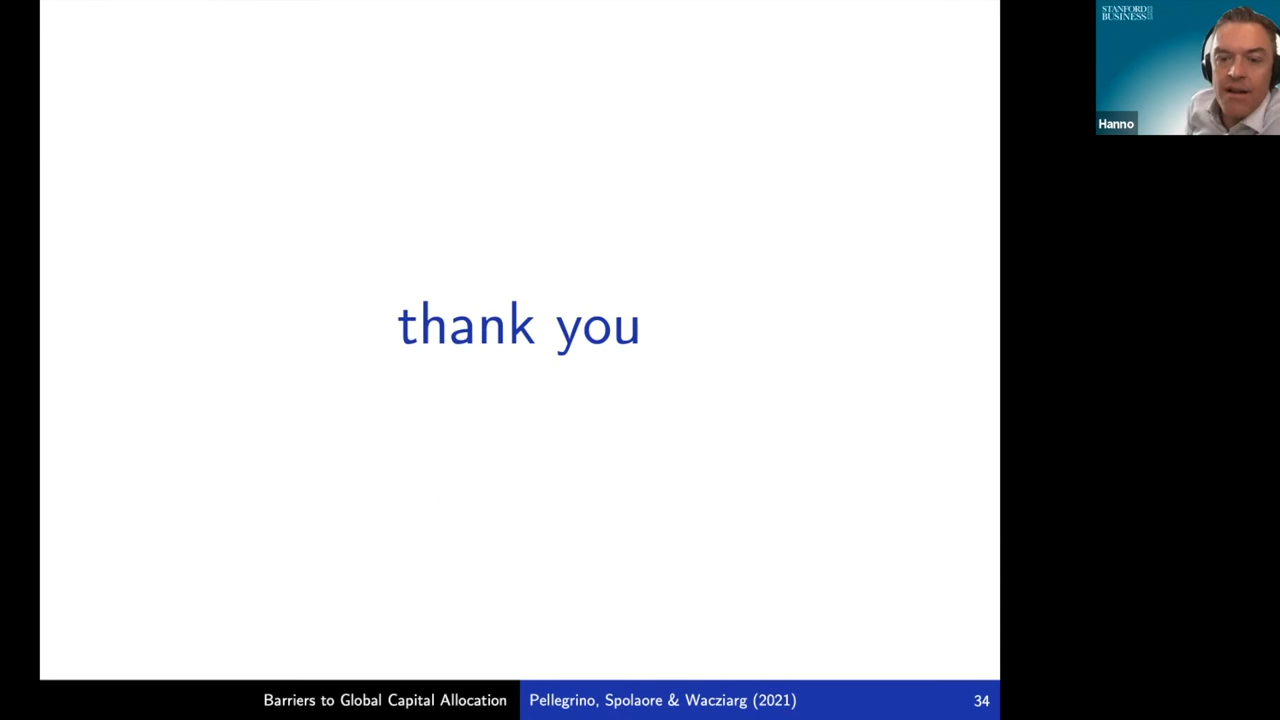 STANFORD
BUSINESS
Hanno
thank you
Barriers to Global Capital Allocation
Pellegrino, Spolaore & Wacziarg (2021)
34